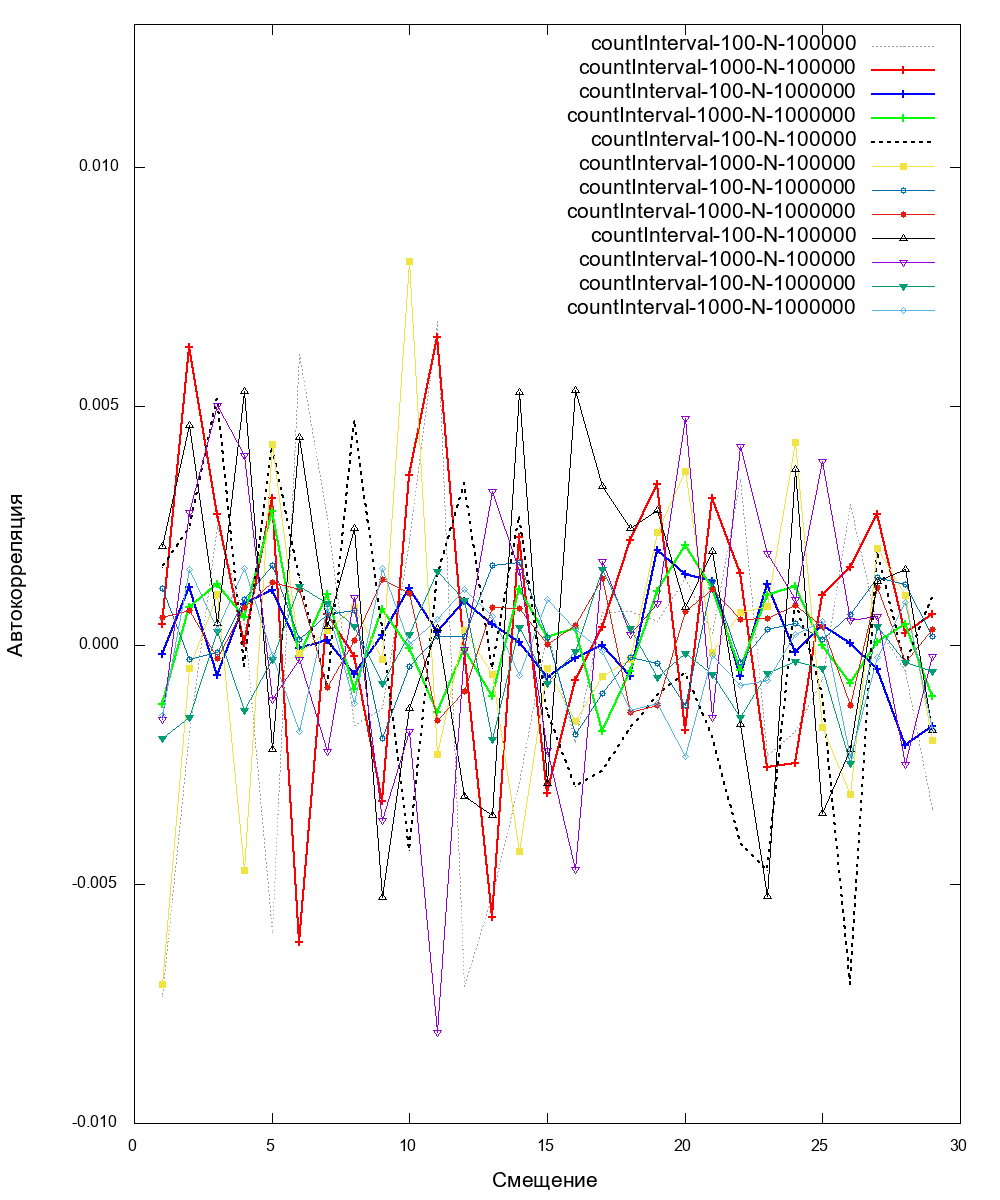 countInterval-100-N-100000
countInterval-1000-N-100000
countInterval-100-N-1000000
countInterval-1000-N-1000000
countInterval-100-N-100000
countInterval-1000-N-100000
countInterval-100-N-1000000
countInterval-1000-N-1000000
countInterval-100-N-100000
countInterval-1000-N-100000
countInterval-100-N-1000000
countInterval-1000-N-1000000
0.010
0.005
0.000
-0.005
-0.010
Автокорреляция
0 5 10 15 20 25 30
Смещение